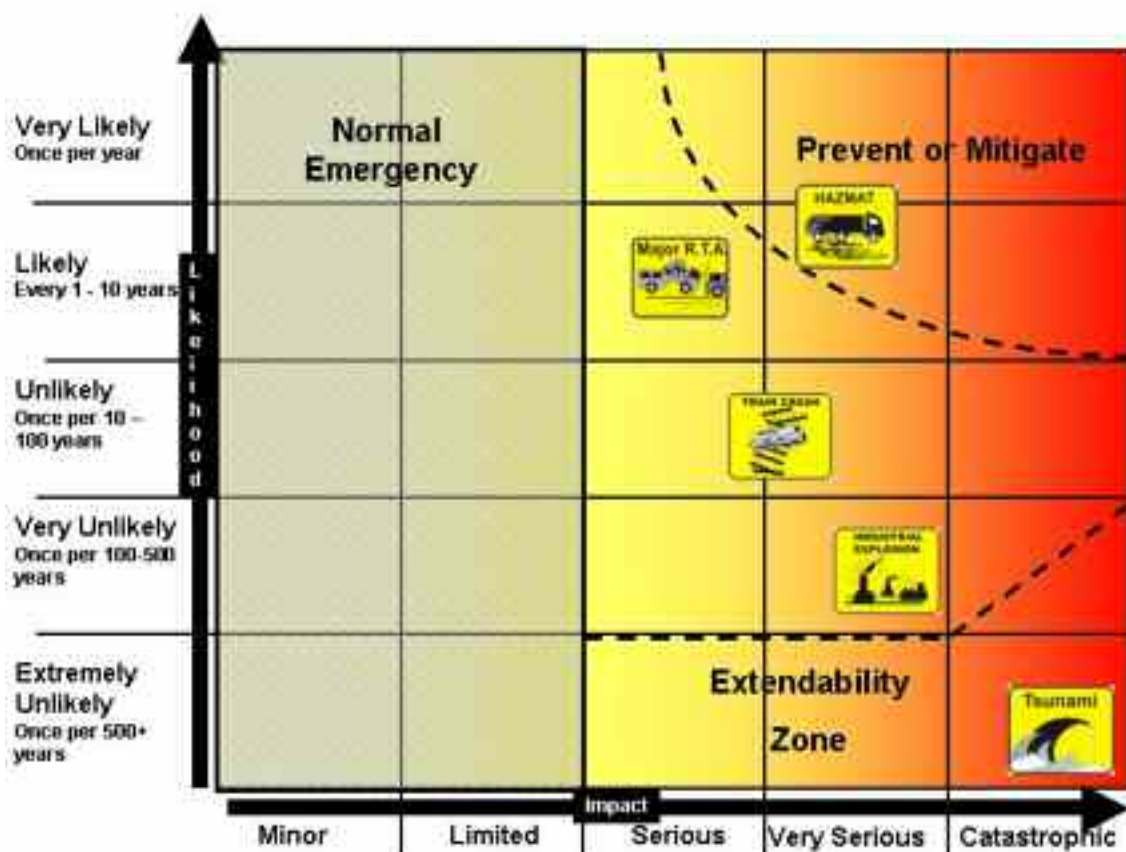 Very Likely
Once per year
Likely
Every 1 - 10 years
Unlikely
Once per 10 –
100 years
Very Unlikely
Once per 100-500
years
Extremely
Unlikely
Once per 500+
years
Likelihood
Normal
Emergency
Prevent or Mitigate
HAZMAT
Major R.T.A.
TRAIN CRASH
INDUSTRIAL
EXPLOSION
Extendability
Zone
Tsunami
Impact
Minor
Limited
Serious
Very Serious
Catastrophic